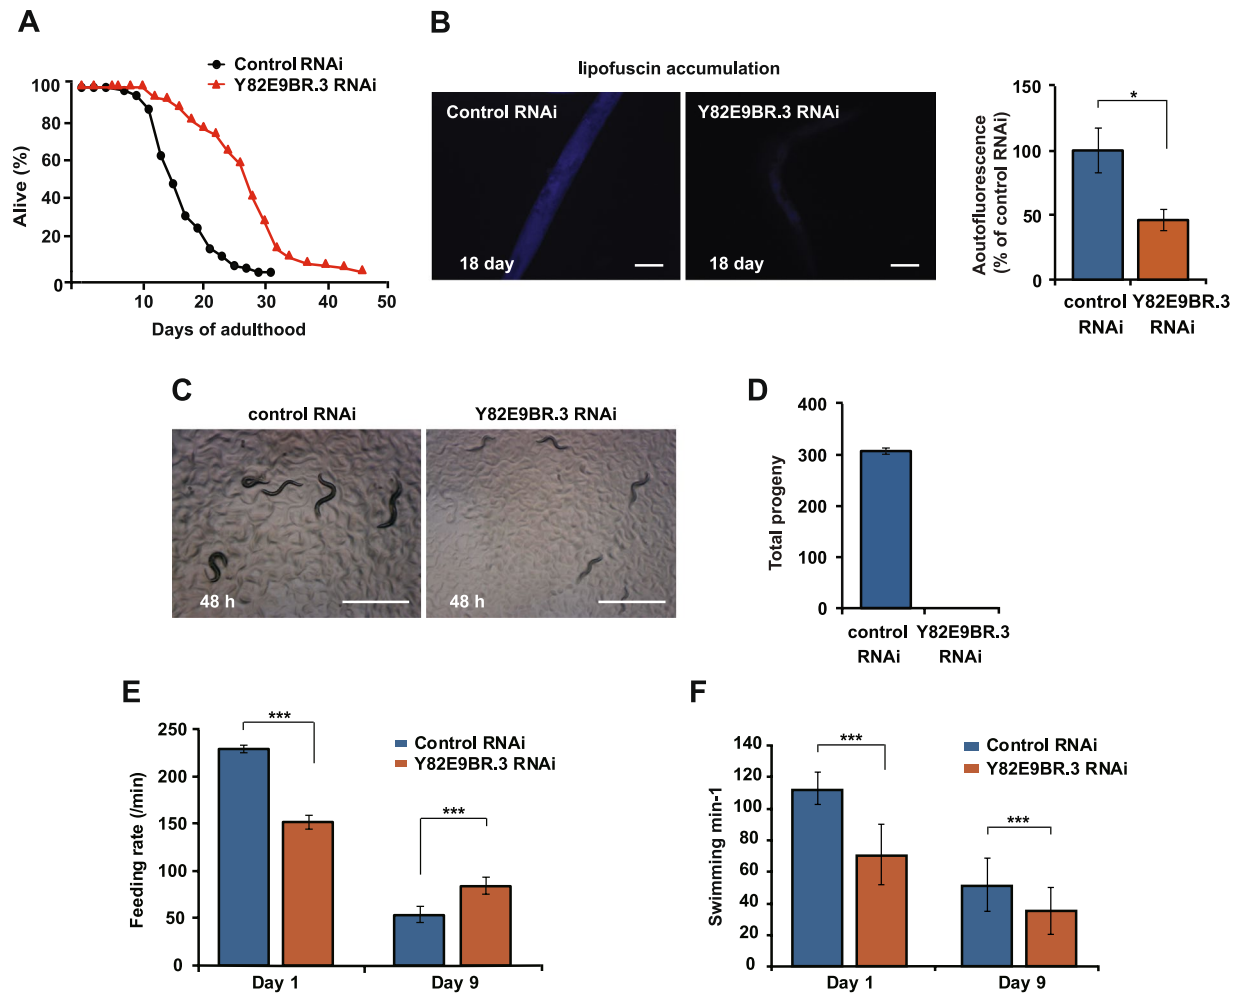 A
Control RNAi
Y82E9BR.3 RNAi
Alive (%)
100
80
60
40
20
0
10
20
30
40
50
Days of adulthood
B
lipofuscin accumulation
Control RNAi
18 day
Y82E9BR.3 RNAi
18 day
Aoutofluorescence
(% of control RNAi)
150
100
50
0
*
control Y82E9BR.3
RNAi RNAi
C
control RNAi
Y82E9BR.3 RNAi
48 h
48 h
D
Total progeny
400
300
200
100
0
control Y82E9BR.3
RNAi RNAi
E
Feeding rate (/min)
250
200
150
100
50
0
***
***
Control RNAi
Y82E9BR.3 RNAi
Day 1
Day 9
F
Swimming min-1
140
120
100
80
60
40
20
0
***
***
Control RNAi
Y82E9BR.3 RNAi
Day 1
Day 9